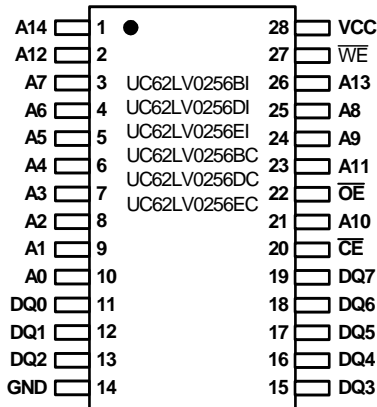 A14 1 28 VCC
A12 2 27 W̅E̅
A7 3 UC62LV0256BI 26 A13
A6 4 UC62LV0256DI 25 A8
A5 5 UC62LV0256EI 24 A9
A4 6 UC62LV0256BC 23 A11
A3 7 UC62LV0256DC 22 O̅E̅
A2 8 UC62LV0256EC 21 A10
A1 9 20 C̅E̅
A0 10 19 DQ7
DQ0 11 18 DQ6
DQ1 12 17 DQ5
DQ2 13 16 DQ4
GND 14 15 DQ3